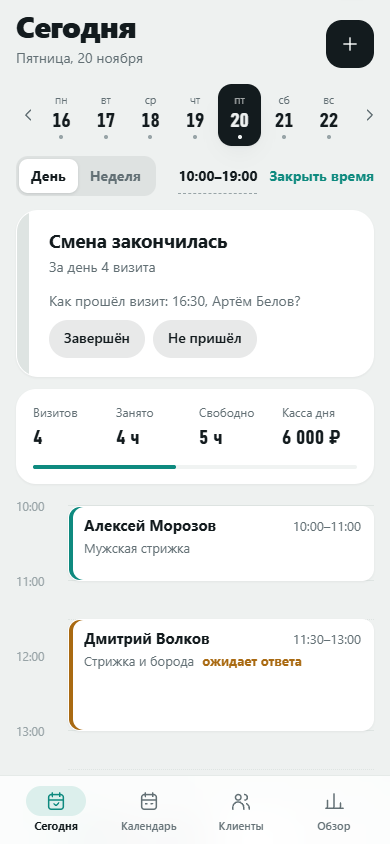 Сегодня
Пятница, 20 ноября
пн вт ср чт пт сб вс
16 17 18 19 20 21 22
День Неделя 10:00–19:00 Закрыть время
Смена закончилась
За день 4 визита
Как прошёл визит: 16:30, Артём Белов?
Завершён Не пришёл
Визитов Занято Свободно Касса дня
4 4 ч 5 ч 6 000 ₽
10:00
Алексей Морозов 10:00–11:00
Мужская стрижка
11:00
Дмитрий Волков 11:30–13:00
12:00 Стрижка и борода ожидает ответа
13:00
Сегодня Календарь Клиенты Обзор